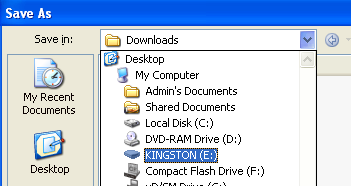 Save As
Save in:
Downloads
Desktop
My Computer
Admin's Documents
Shared Documents
Local Disk (C:)
DVD-RAM Drive (D:)
KINGSTON (E:)
Compact Flash Drive (F:)
xD/SM Drive (G:)
My Recent
Documents
Desktop